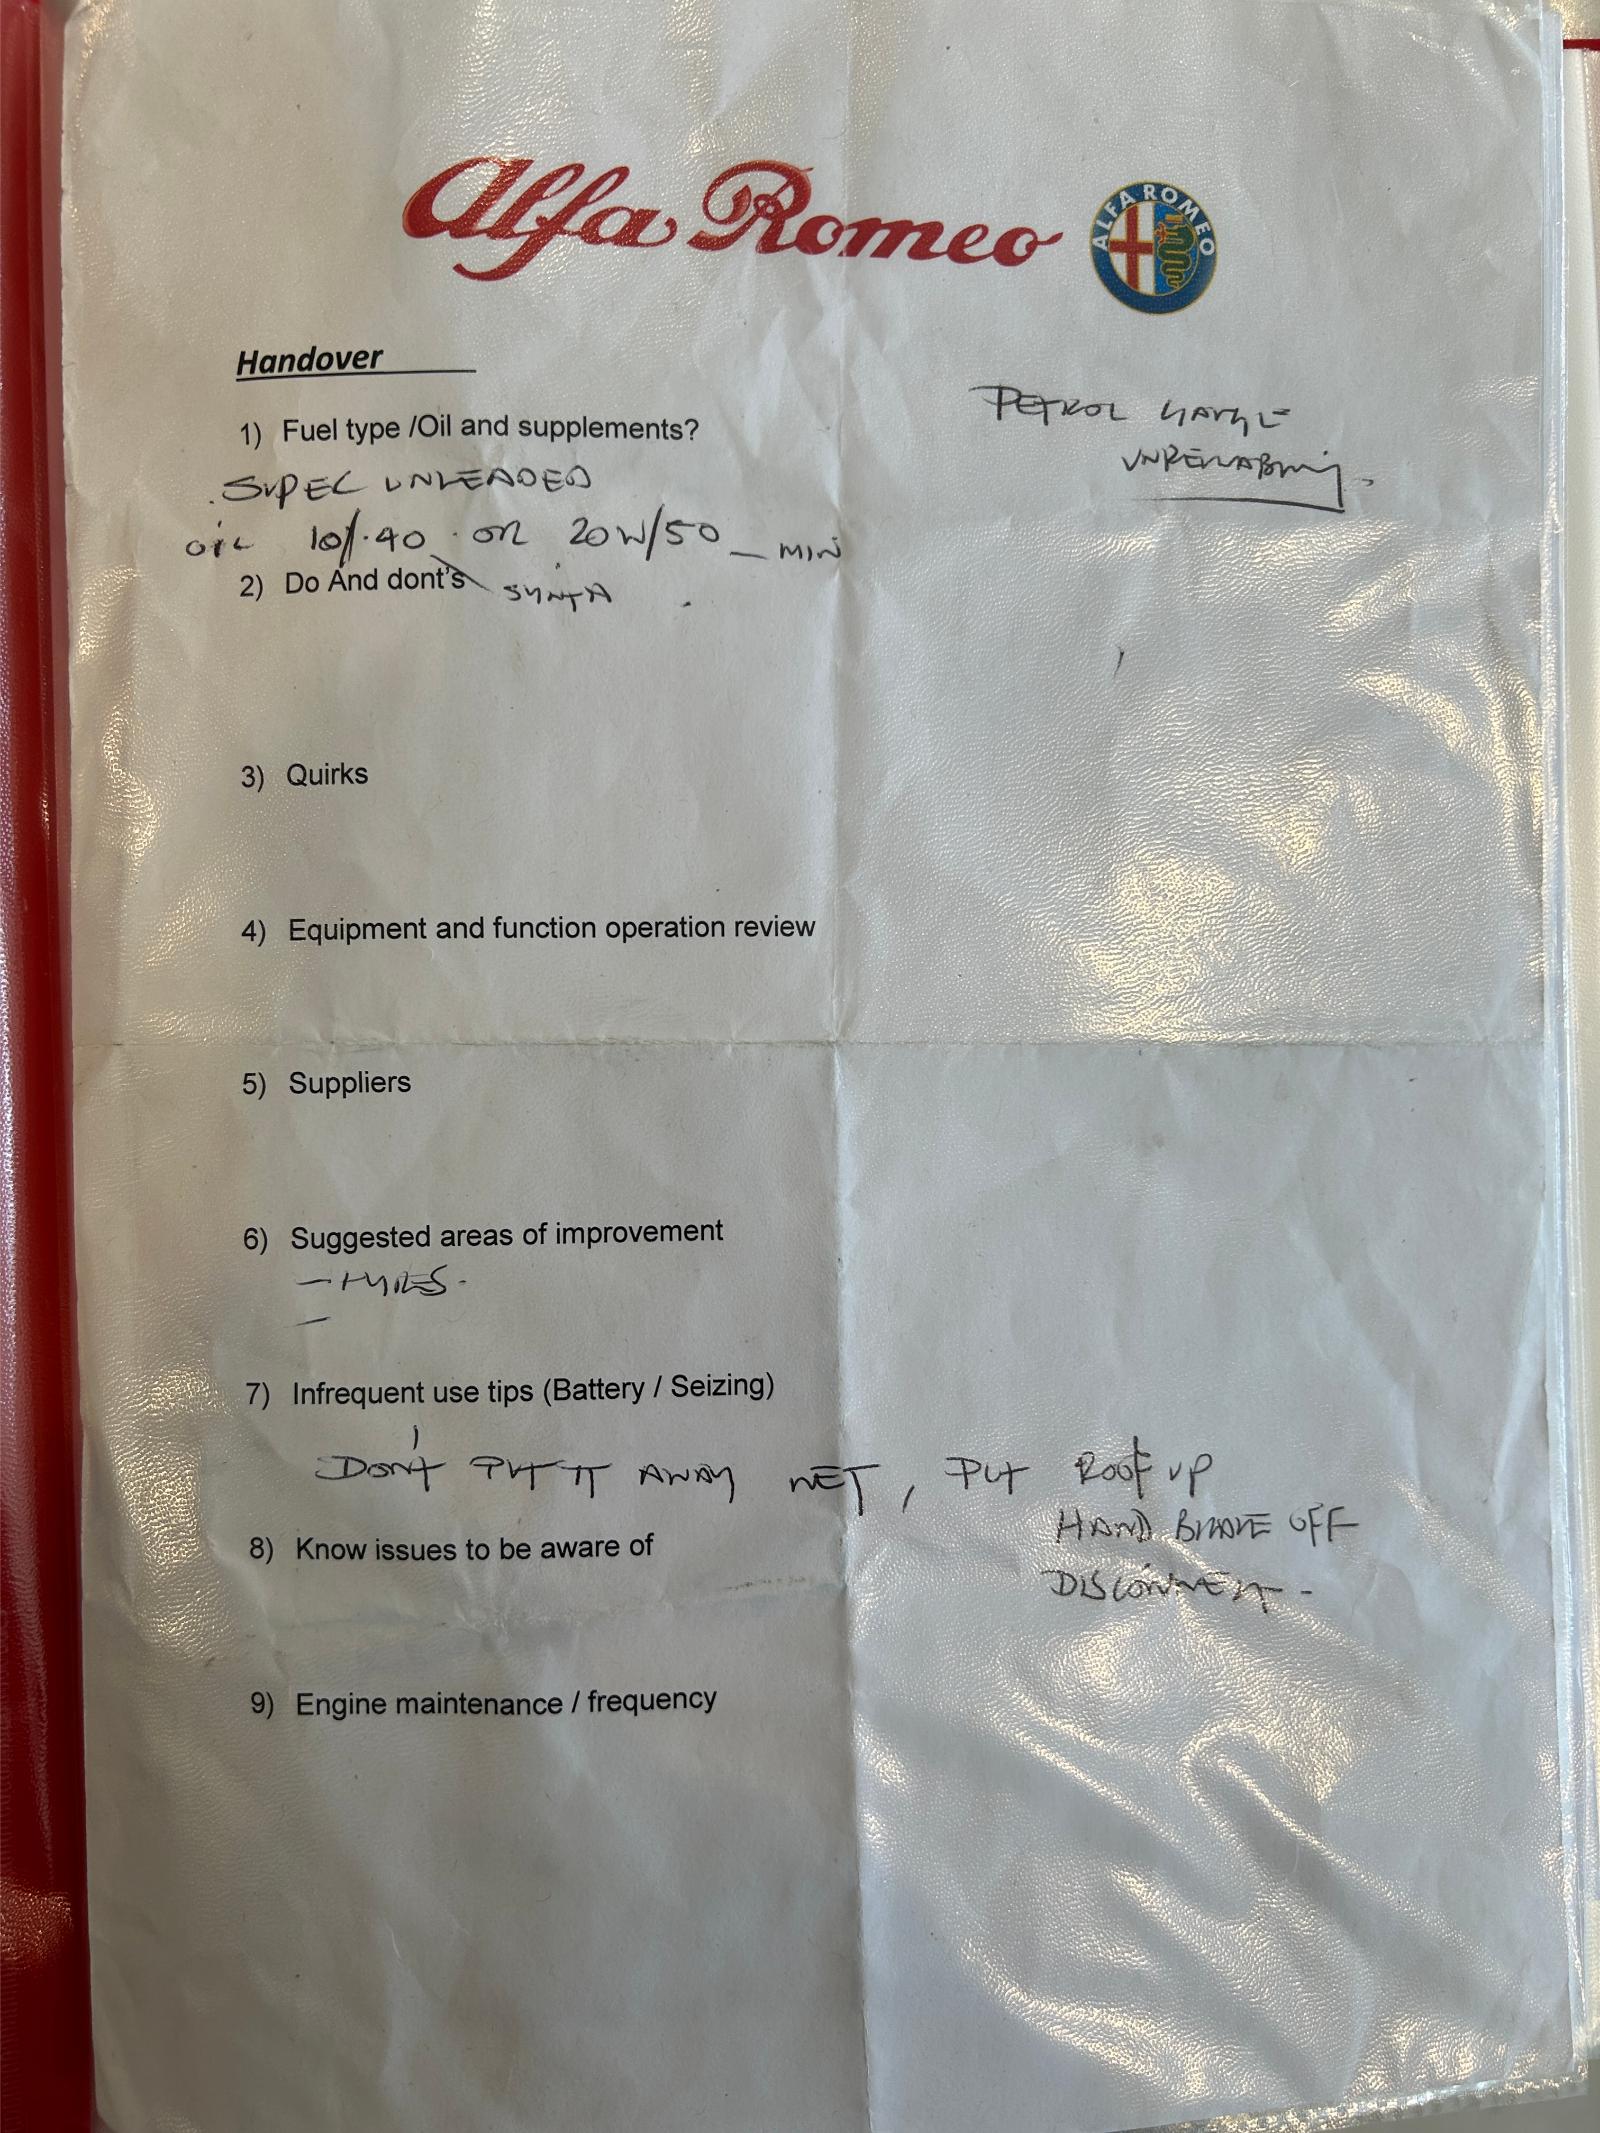 Alfa Romeo
ALFA ROMEO
Handover
PETROL GAUGE
1) Fuel type /Oil and supplements?
SUPER UNLEADED
OIL 10/40 OR 20W/50 _ MIN
2) Do And dont's
SYNTH
3) Quirks
4) Equipment and function operation review
5) Suppliers
6) Suggested areas of improvement
- TYRES.
-
7) Infrequent use tips (Battery / Seizing)
DON'T PUT IT AWAY WET, PUT ROOF UP
HAND BRAKE OFF
8) Know issues to be aware of
DISCONNECT -
9) Engine maintenance / frequency